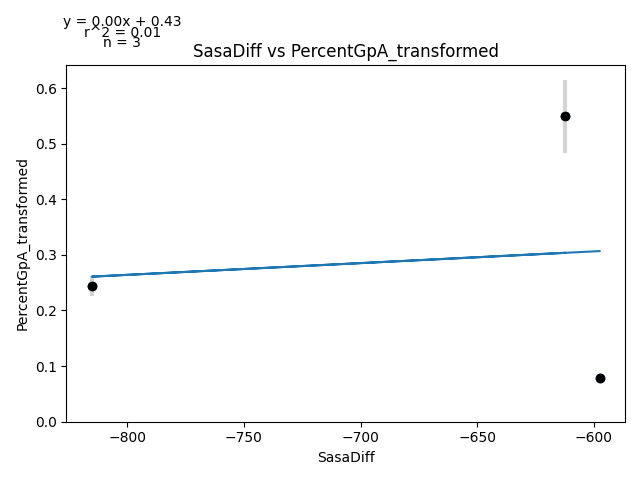 y = 0.00x + 0.43
r^2 = 0.01
n = 3
SasaDiff vs PercentGpA_transformed
PercentGpA_transformed
0.6
0.5
0.4
0.3
0.2
0.1
0.0
−800
−750
−700
−650
−600
SasaDiff